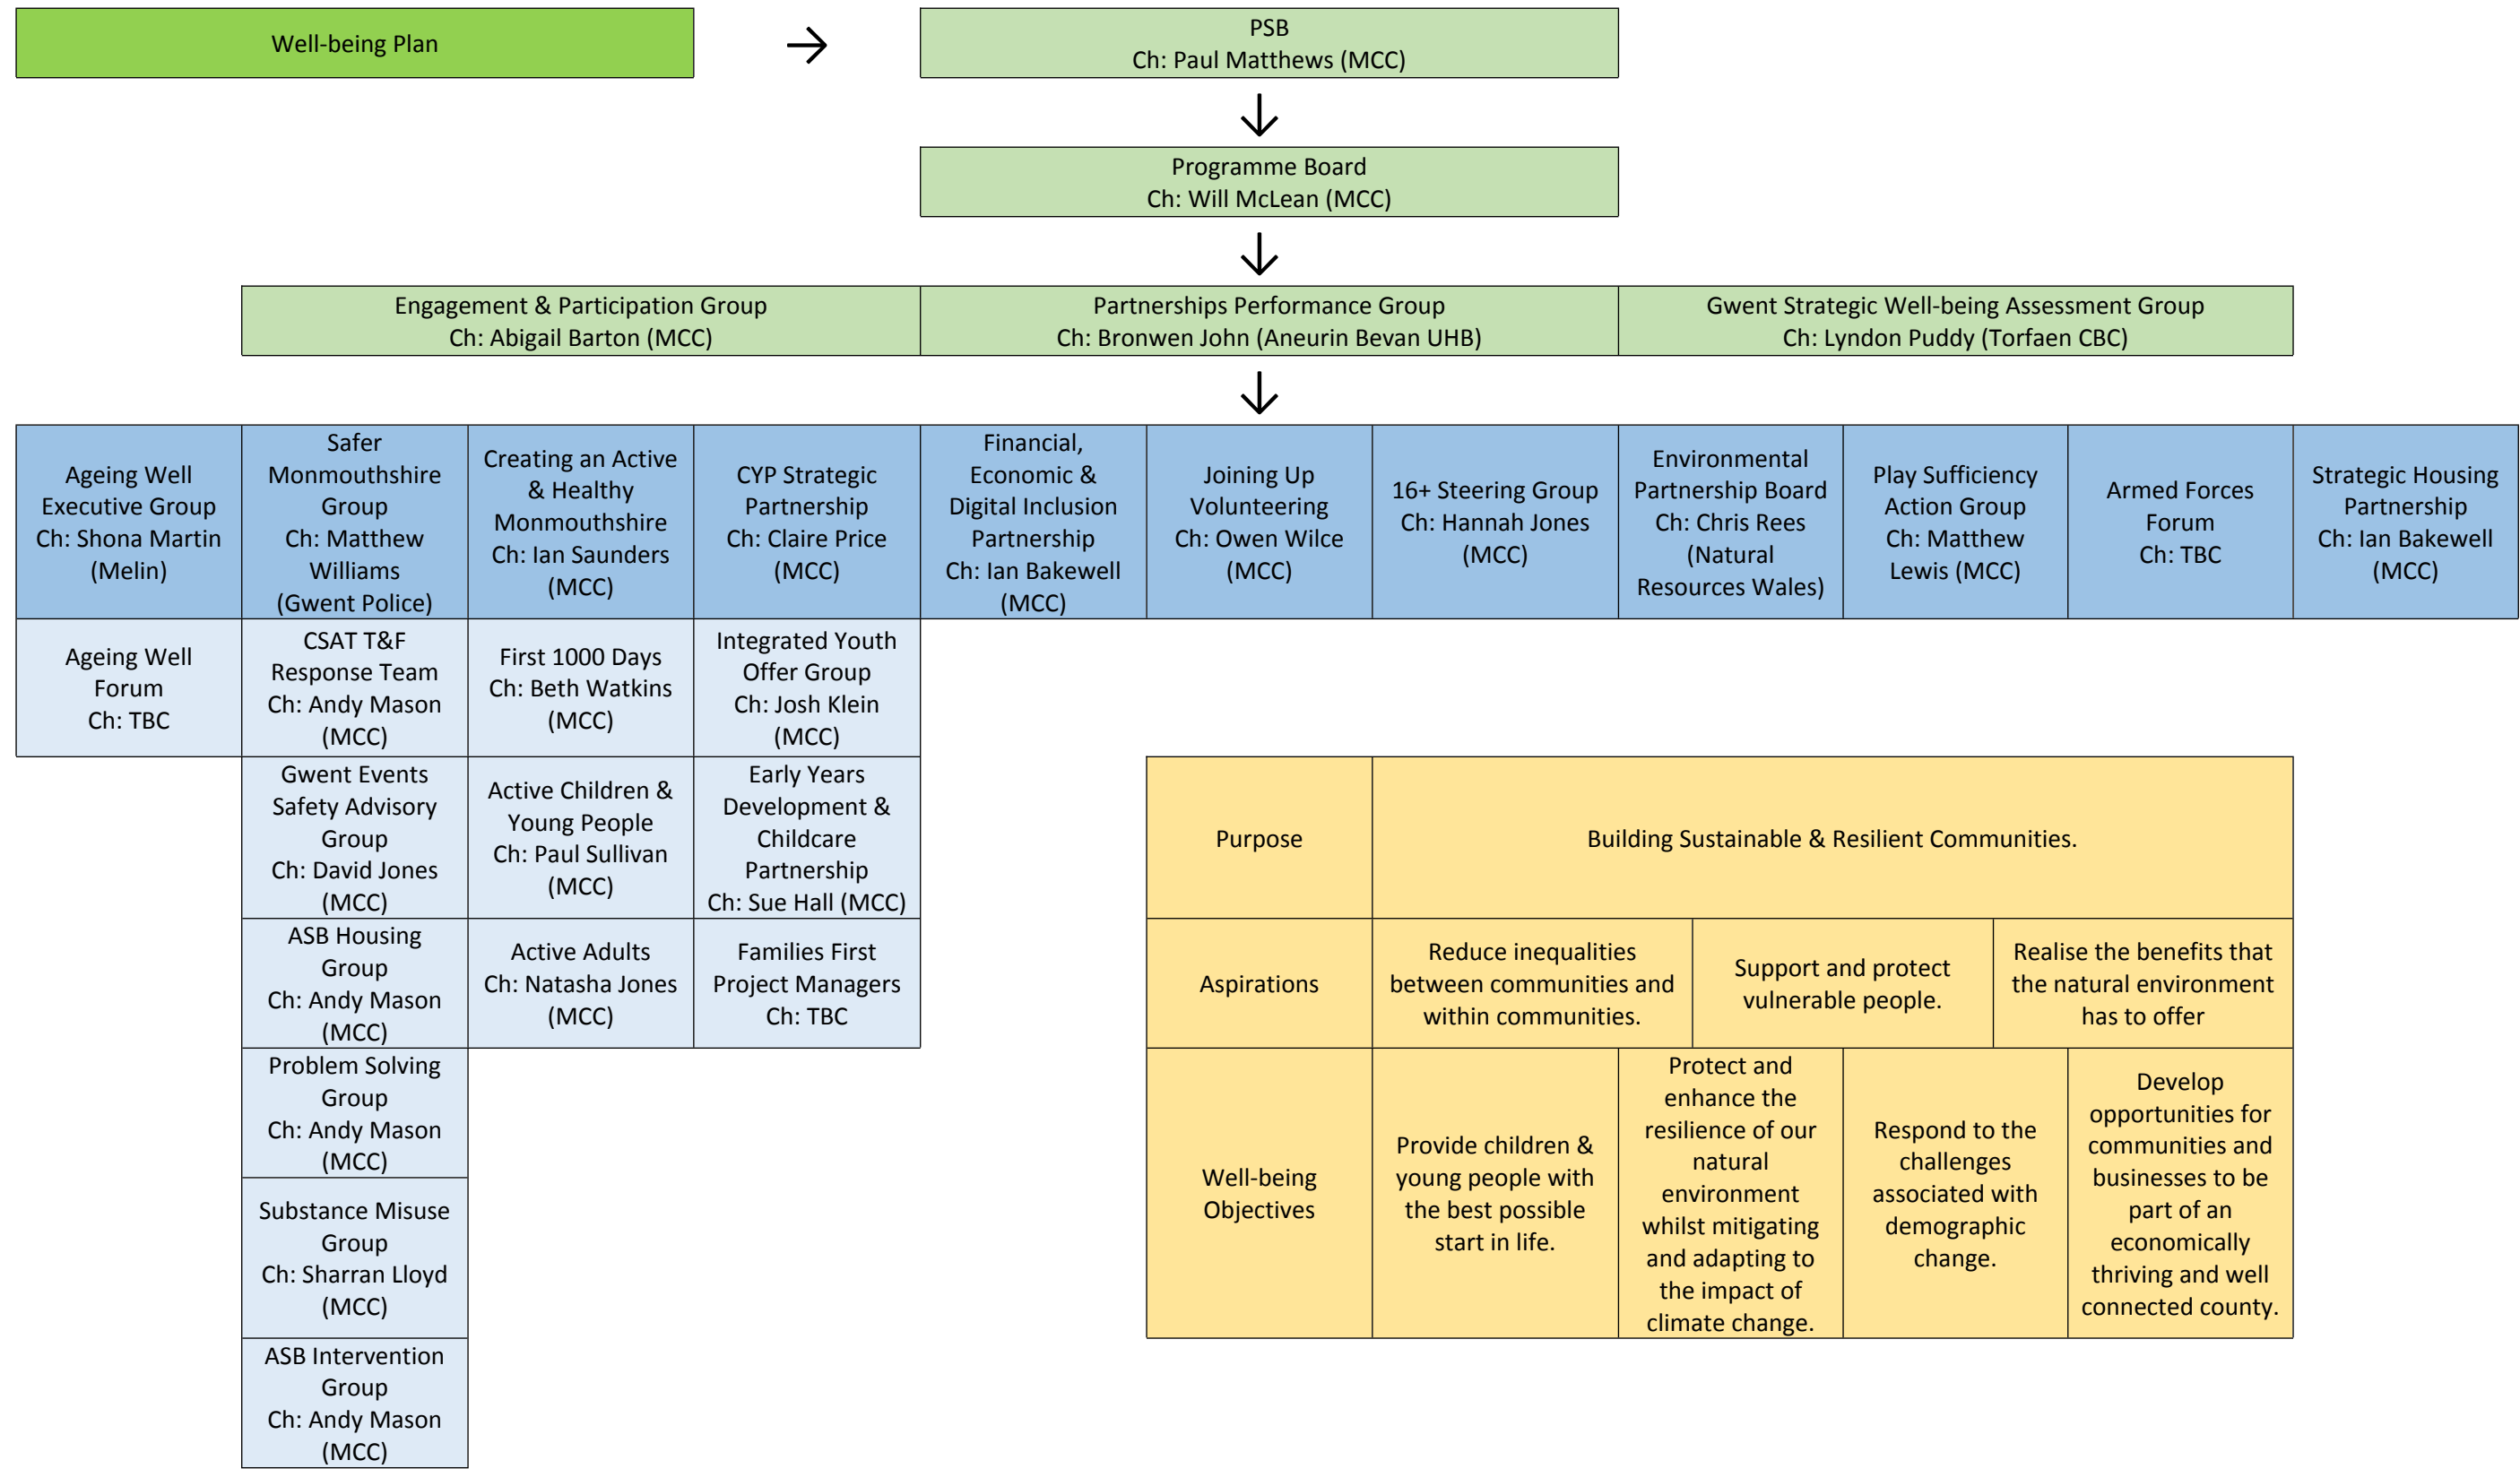 Well-being Plan
PSB
Ch: Paul Matthews (MCC)
Programme Board
Ch: Will McLean (MCC)
Engagement & Participation Group
Ch: Abigail Barton (MCC)
Partnerships Performance Group
Ch: Bronwen John (Aneurin Bevan UHB)
Gwent Strategic Well-being Assessment Group
Ch: Lyndon Puddy (Torfaen CBC)
Ageing Well
Executive Group
Ch: Shona Martin
(Melin)
Safer
Monmouthshire
Group
Ch: Matthew
Williams
(Gwent Police)
Creating an Active
& Healthy
Monmouthshire
Ch: Ian Saunders
(MCC)
CYP Strategic
Partnership
Ch: Claire Price
(MCC)
Financial,
Economic &
Digital Inclusion
Partnership
Ch: Ian Bakewell
(MCC)
Joining Up
Volunteering
Ch: Owen Wilce
(MCC)
16+ Steering Group
Ch: Hannah Jones
(MCC)
Environmental
Partnership Board
Ch: Chris Rees
(Natural
Resources Wales)
Play Sufficiency
Action Group
Ch: Matthew
Lewis (MCC)
Armed Forces
Forum
Ch: TBC
Strategic Housing
Partnership
Ch: Ian Bakewell
(MCC)
Ageing Well
Forum
Ch: TBC
CSAT T&F
Response Team
Ch: Andy Mason
(MCC)
First 1000 Days
Ch: Beth Watkins
(MCC)
Integrated Youth
Offer Group
Ch: Josh Klein
(MCC)
Gwent Events
Safety Advisory
Group
Ch: David Jones
(MCC)
Active Children &
Young People
Ch: Paul Sullivan
(MCC)
Early Years
Development &
Childcare
Partnership
Ch: Sue Hall (MCC)
ASB Housing
Group
Ch: Andy Mason
(MCC)
Active Adults
Ch: Natasha Jones
(MCC)
Families First
Project Managers
Ch: TBC
Problem Solving
Group
Ch: Andy Mason
(MCC)
Substance Misuse
Group
Ch: Sharran Lloyd
(MCC)
ASB Intervention
Group
Ch: Andy Mason
(MCC)
Purpose
Building Sustainable & Resilient Communities.
Aspirations
Reduce inequalities
between communities and
within communities.
Support and protect
vulnerable people.
Realise the benefits that
the natural environment
has to offer
Well-being
Objectives
Provide children &
young people with
the best possible
start in life.
Protect and
enhance the
resilience of our
natural
environment
whilst mitigating
and adapting to
the impact of
climate change.
Respond to the
challenges
associated with
demographic
change.
Develop
opportunities for
communities and
businesses to be
part of an
economically
thriving and well
connected county.